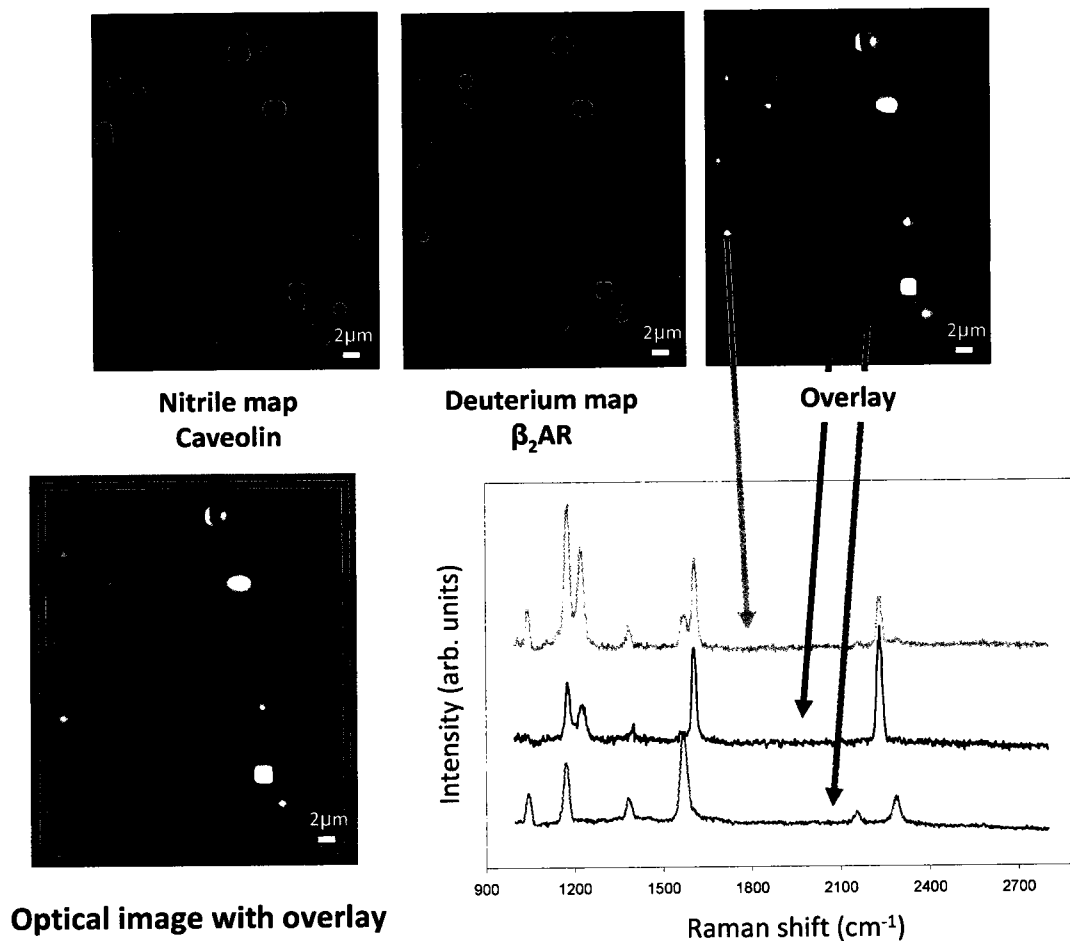 2μm
2μm
2μm
Nitrile map
Caveolin
Deuterium map
β₂AR
Overlay
2μm
Optical image with overlay
Intensity (arb. units)
900 1200 1500 1800 2100 2400 2700
Raman shift (cm⁻¹)